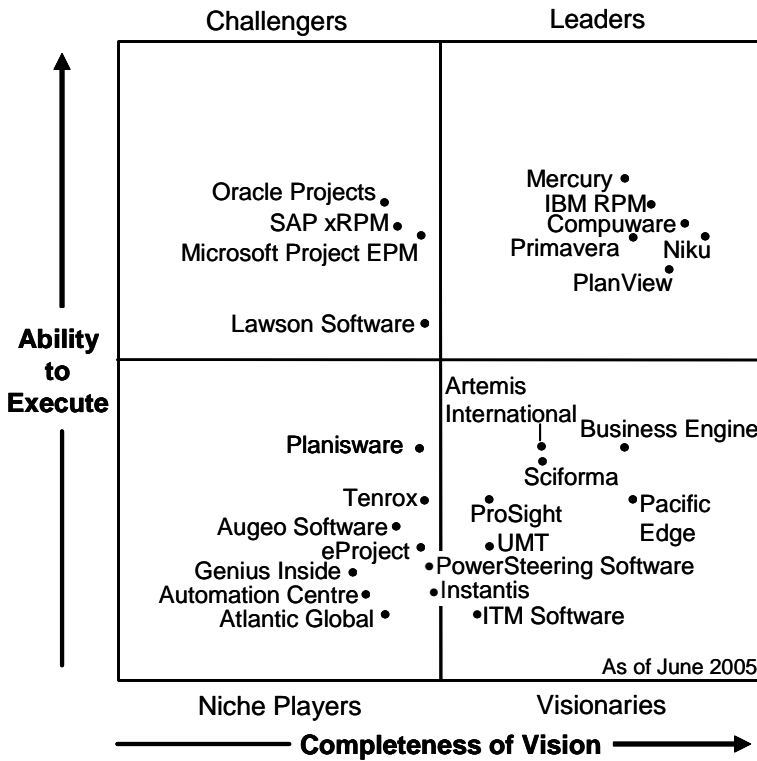 Challengers
Leaders
Oracle Projects
SAP xRPM
Microsoft Project EPM
Lawson Software
Mercury
IBM RPM
Compuware
Primavera
Niku
PlanView
Ability
to
Execute
Planisware
Tenrox
Augeo Software
eProject
Genius Inside
Automation Centre
Atlantic Global
Artemis
International
Business Engine
Sciforma
ProSight
Pacific
Edge
UMT
PowerSteering Software
Instantis
ITM Software
As of June 2005
Niche Players
Visionaries
Completeness of Vision